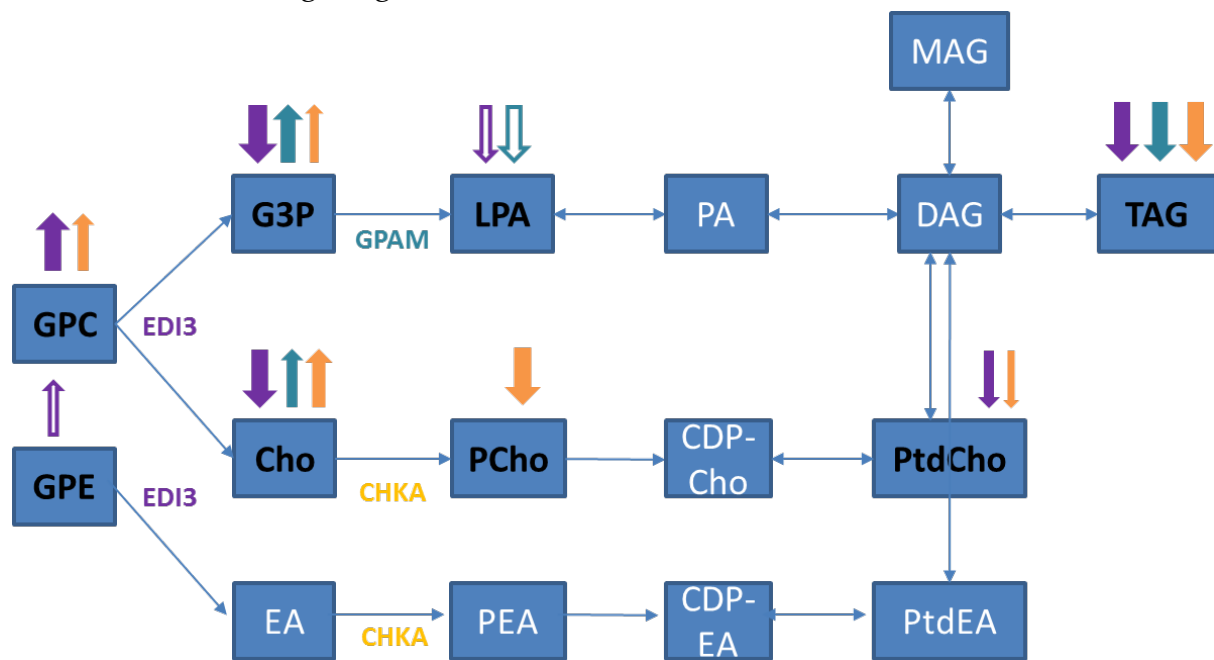 MAG
G3P
LPA
PA
DAG
TAG
GPAM
GPC
EDI3
Cho
PCho
CDP-
Cho
PtdCho
CHKA
GPE
EDI3
EA
PEA
CDP-
EA
PtdEA
CHKA